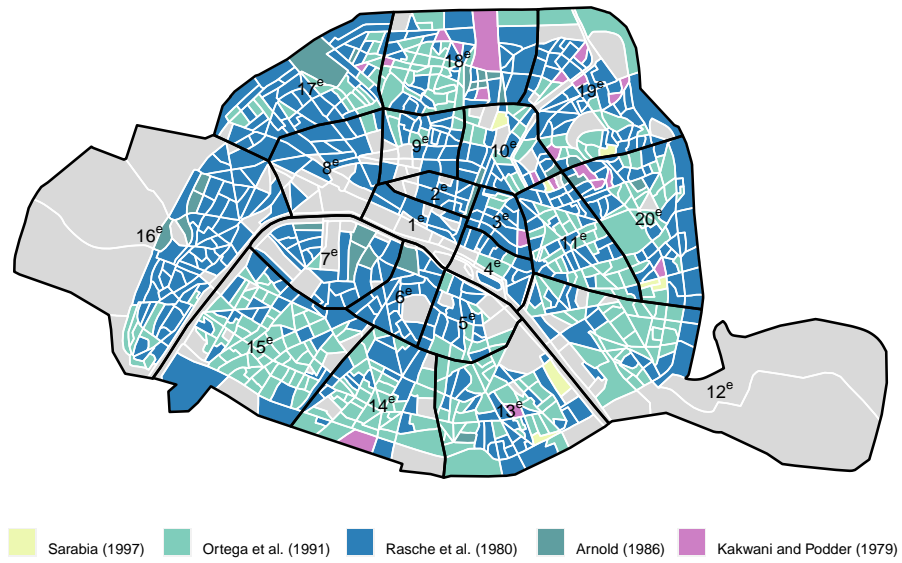 18e
17e
19e
9e
10e
8e
2e
1e
3e
20e
16e
11e
7e
4e
6e
5e
15e
12e
14e
13e
Sarabia (1997) Ortega et al. (1991) Rasche et al. (1980) Arnold (1986) Kakwani and Podder (1979)